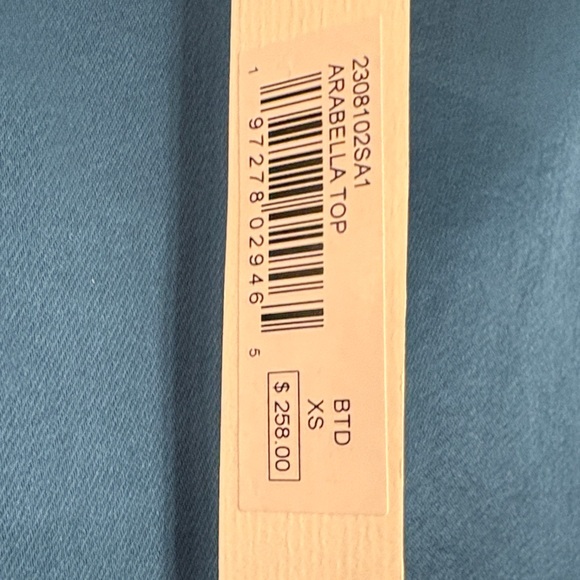 2308102SA1
ARABELLA TOP
1 97278 02946 5
BTD
XS
$ 258.00